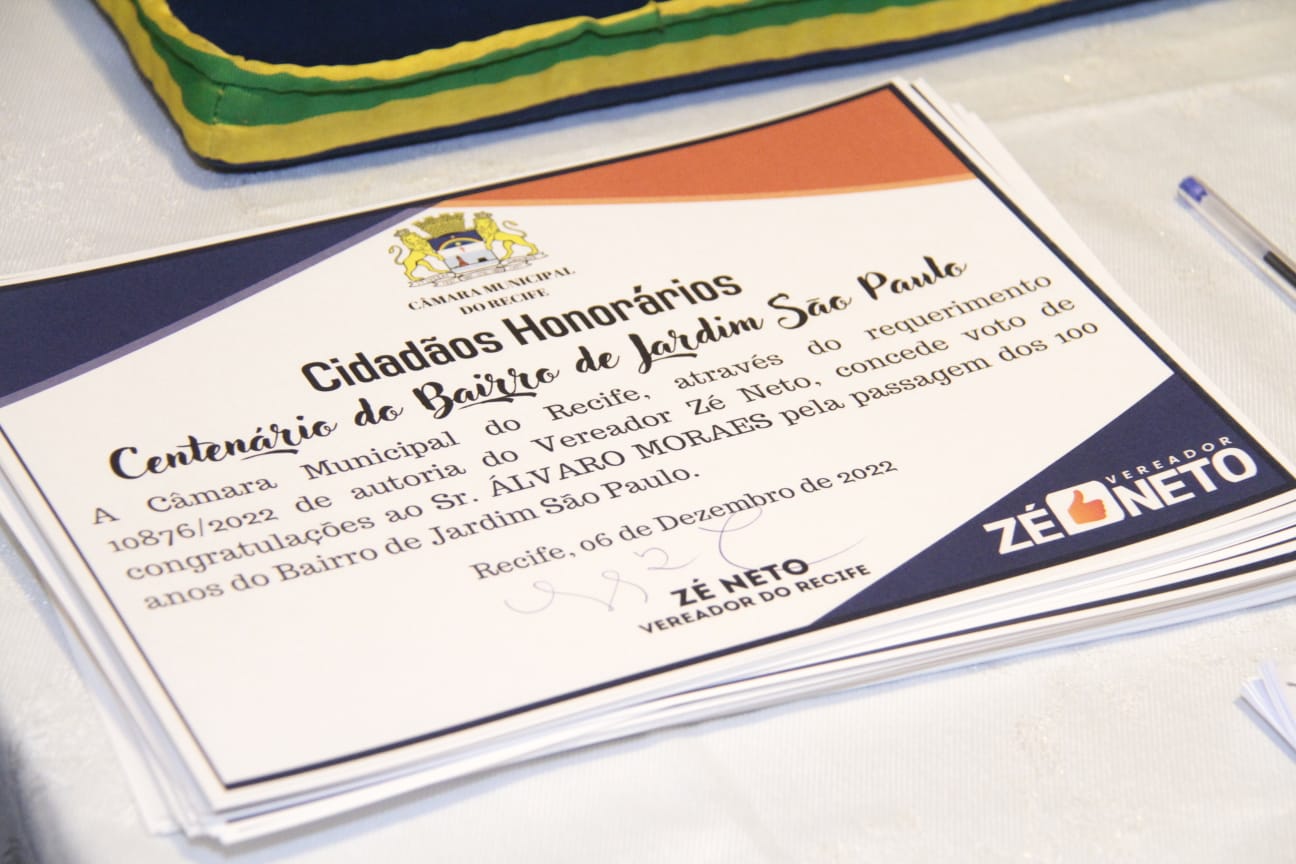 CÂMARA MUNICIPAL
DO RECIFE
Cidadãos Honorários
Centenário do Bairro de Jardim São Paulo
A Câmara Municipal do Recife, através do requerimento
10876/2022 de autoria do Vereador Zé Neto, concede voto de
congratulações ao Sr. ÁLVARO MORAES pela passagem dos 100
anos do Bairro de Jardim São Paulo.
Recife, 06 de Dezembro de 2022
ZÉ NETO
VEREADOR DO RECIFE
VEREADOR
ZÉ NETO